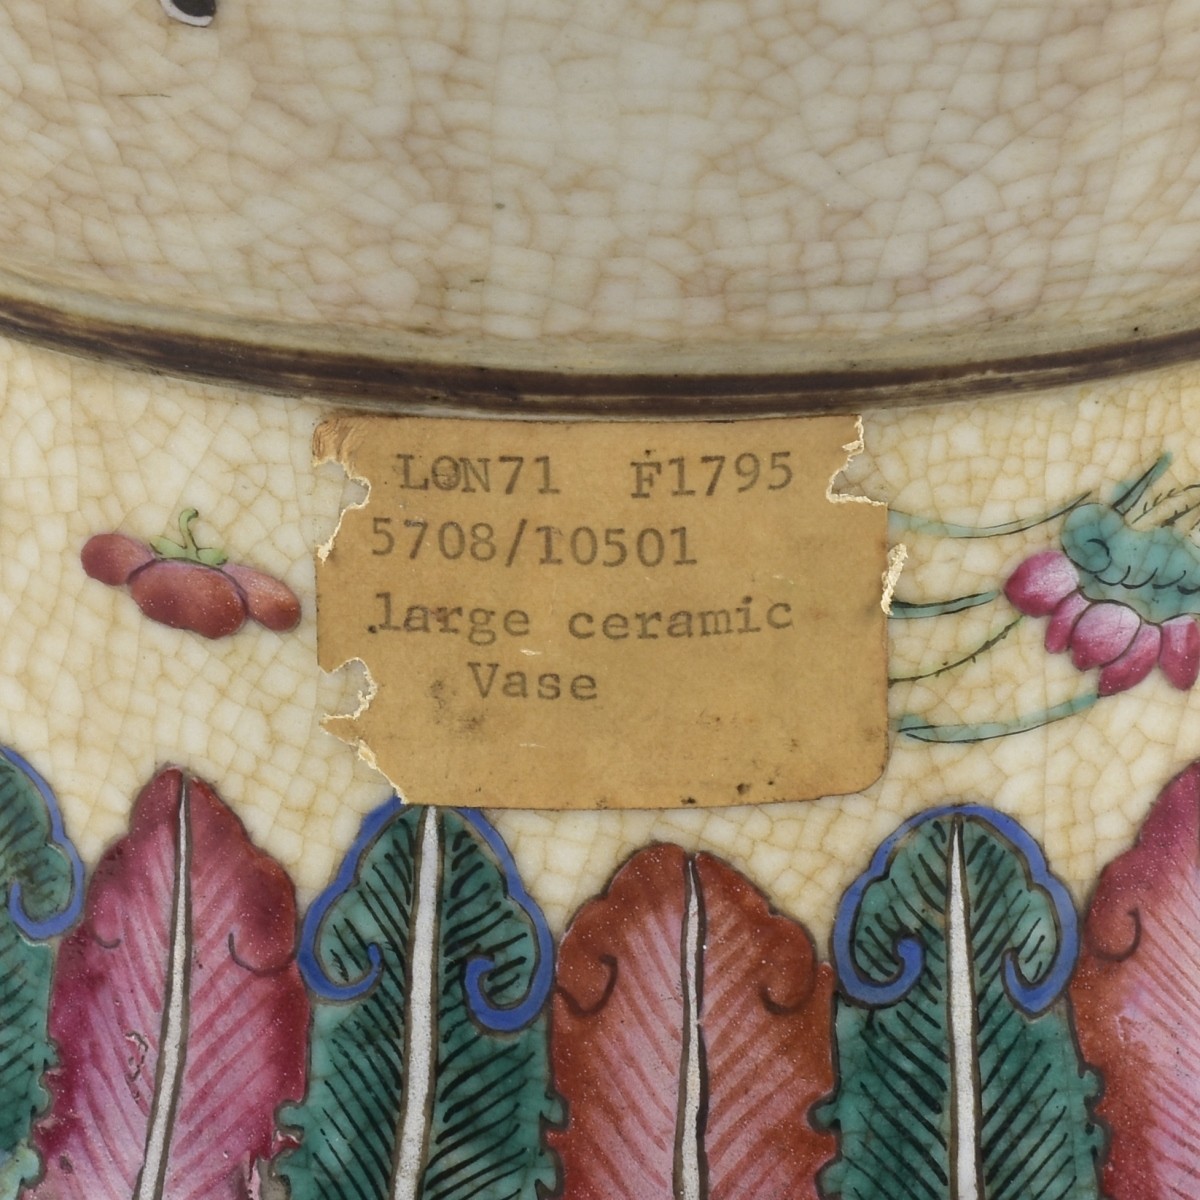 LON71 F1795
5708/10501
large ceramic
Vase